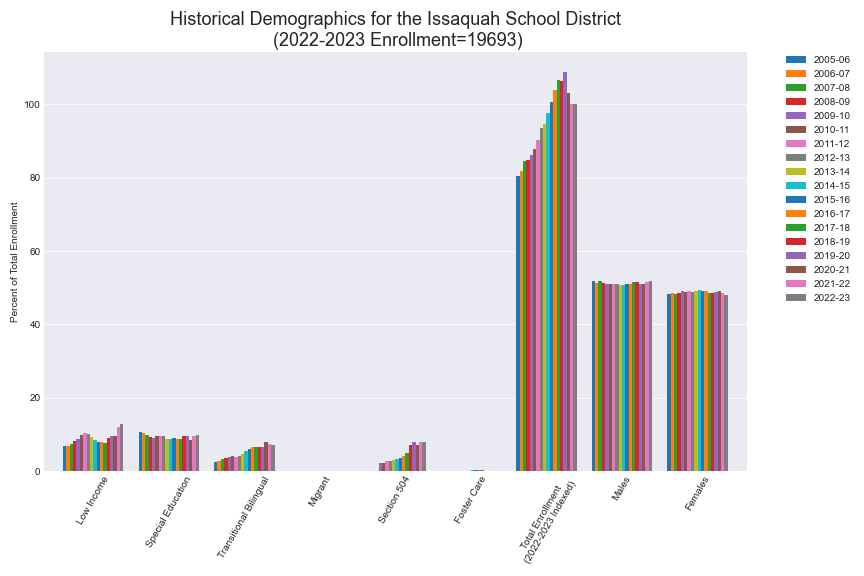 Historical Demographics for the Issaquah School District
(2022-2023 Enrollment=19693)
Percent of Total Enrollment
100
80
60
40
20
0
Low Income
Special Education
Transitional Bilingual
Migrant
Section 504
Foster Care
Total Enrollment
(2022-2023 Indexed)
Males
Females
2005-06
2006-07
2007-08
2008-09
2009-10
2010-11
2011-12
2012-13
2013-14
2014-15
2015-16
2016-17
2017-18
2018-19
2019-20
2020-21
2021-22
2022-23